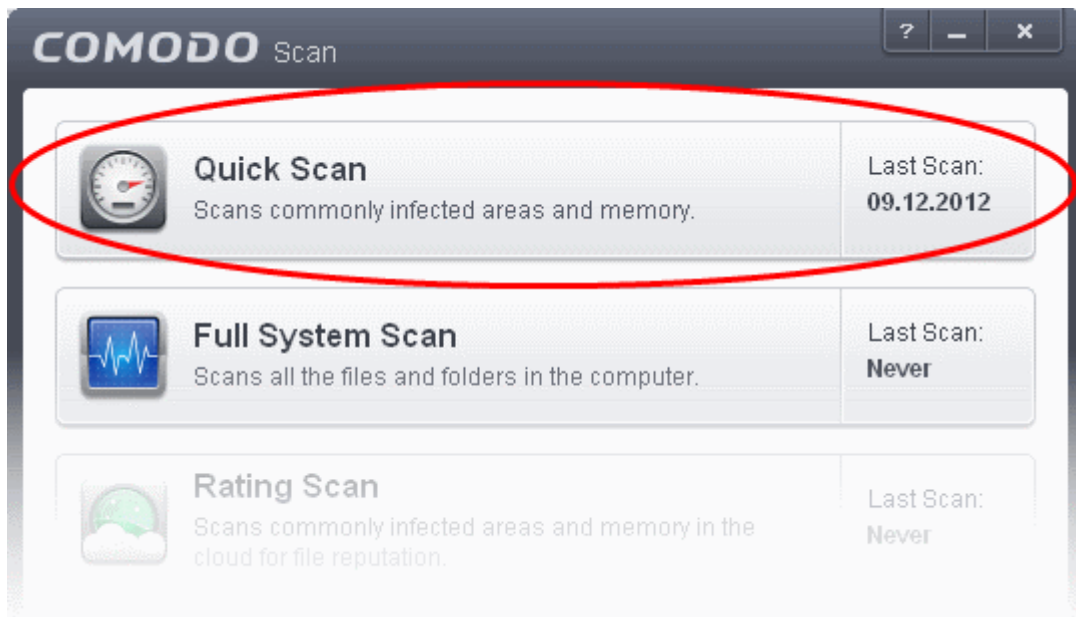 COMODO Scan
?
Quick Scan
Scans commonly infected areas and memory.
Last Scan:
09.12.2012
Full System Scan
Scans all the files and folders in the computer.
Last Scan:
Never
Rating Scan
Scans commonly infected areas and memory in the
cloud for file reputation.
Last Scan:
Never